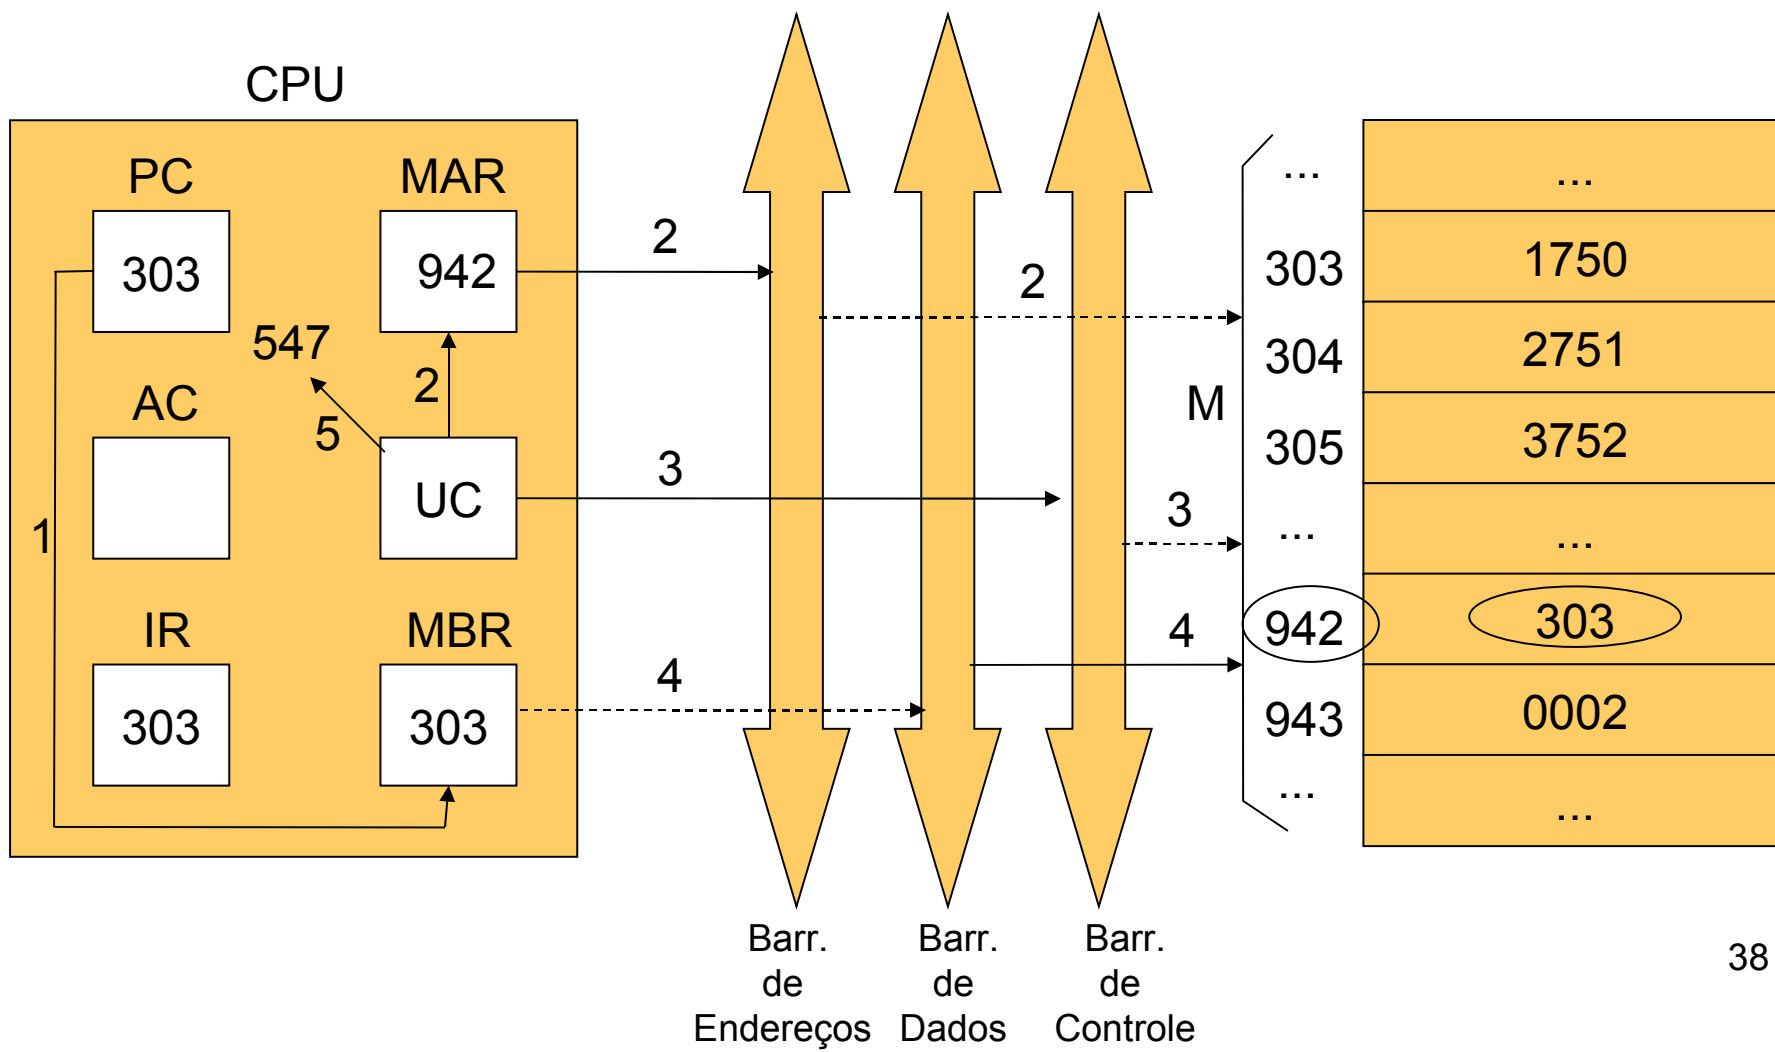 CPU
PC
MAR
303
942
2
2
547
2
5
AC
UC
3
1
IR
MBR
303
303
4
M
3
4
...
303
304
305
...
942
943
...
...
1750
2751
3752
...
303
0002
...
Barr.
de
Endereços
Barr.
de
Dados
Barr.
de
Controle
38